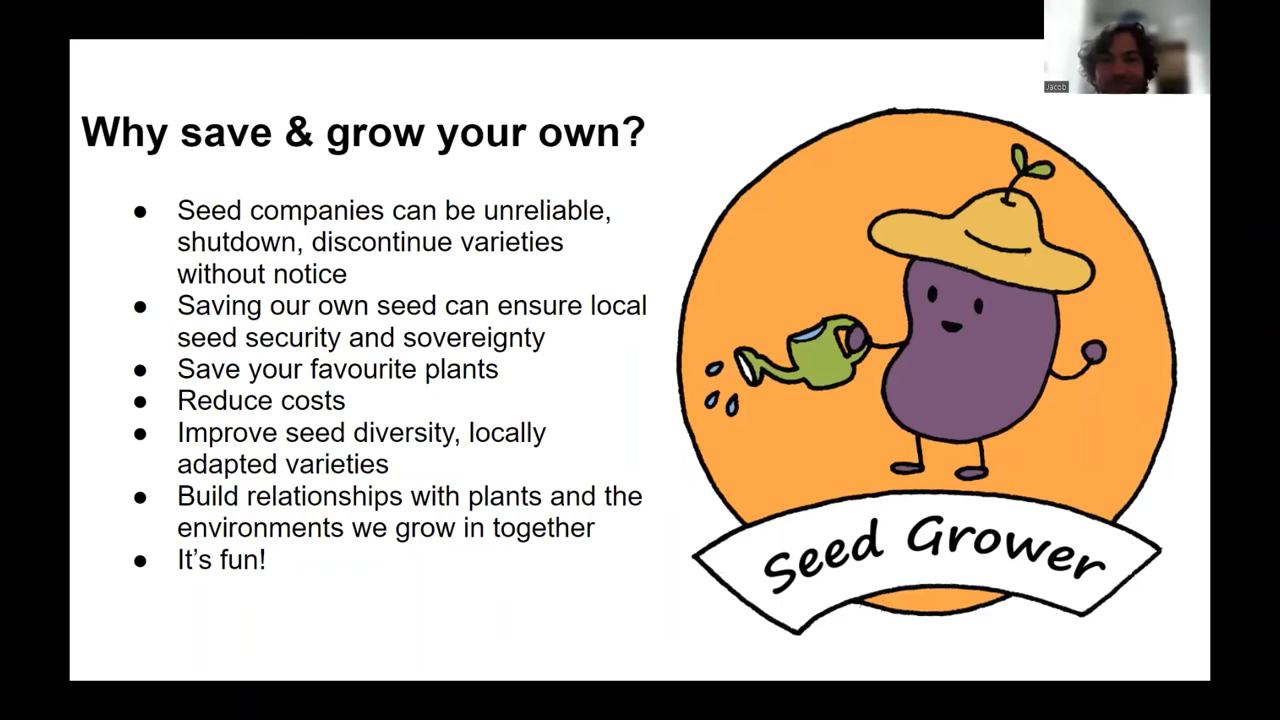 Jacob
Why save & grow your own?
● Seed companies can be unreliable,
shutdown, discontinue varieties
without notice
● Saving our own seed can ensure local
seed security and sovereignty
● Save your favourite plants
● Reduce costs
● Improve seed diversity, locally
adapted varieties
● Build relationships with plants and the
environments we grow in together
● It’s fun!
Seed Grower